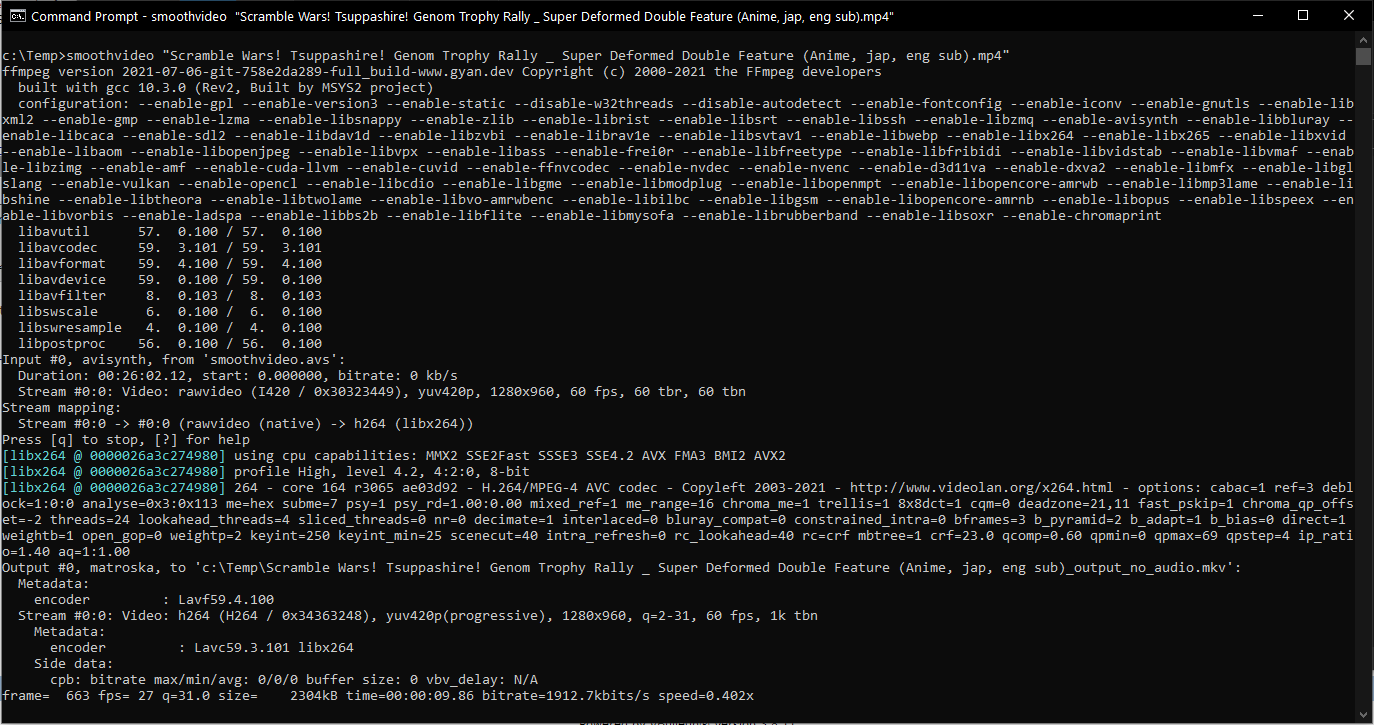 Command Prompt - smoothvideo "Scramble Wars! Tsuppashire! Genom Trophy Rally _ Super Deformed Double Feature (Anime, jap, eng sub).mp4"
c:\Temp>smoothvideo "Scramble Wars! Tsuppashire! Genom Trophy Rally _ Super Deformed Double Feature (Anime, jap, eng sub).mp4"
ffmpeg version 2021-07-06-git-758e2da289-full_build-www.gyan.dev Copyright (c) 2000-2021 the FFmpeg developers
  built with gcc 10.3.0 (Rev2, Built by MSYS2 project)
  configuration: --enable-gpl --enable-version3 --enable-static --disable-w32threads --disable-autodetect --enable-fontconfig --enable-iconv --enable-gnutls --enable-lib
xml2 --enable-gmp --enable-lzma --enable-libsnappy --enable-zlib --enable-librist --enable-libsrt --enable-libssh --enable-libzmq --enable-avisynth --enable-libbluray --
enable-libcaca --enable-sdl2 --enable-libdav1d --enable-libzvbi --enable-librav1e --enable-libsvtav1 --enable-libwebp --enable-libx264 --enable-libx265 --enable-libxvid
--enable-libaom --enable-libopenjpeg --enable-libvpx --enable-libass --enable-frei0r --enable-libfreetype --enable-libfribidi --enable-libvidstab --enable-libvmaf --enab
le-libzimg --enable-amf --enable-cuda-llvm --enable-cuvid --enable-ffnvcodec --enable-nvdec --enable-nvenc --enable-d3d11va --enable-dxva2 --enable-libmfx --enable-libgl
slang --enable-vulkan --enable-opencl --enable-libcdio --enable-libgme --enable-libmodplug --enable-libopenmpt --enable-libopencore-amrwb --enable-libmp3lame --enable-li
bshine --enable-libtheora --enable-libtwolame --enable-libvo-amrwbenc --enable-libilbc --enable-libgsm --enable-libopencore-amrnb --enable-libopus --enable-libspeex --en
able-libvorbis --enable-ladspa --enable-libbs2b --enable-libflite --enable-libmysofa --enable-librubberband --enable-libsoxr --enable-chromaprint
  libavutil      57.  0.100 / 57.  0.100
  libavcodec     59.  3.101 / 59.  3.101
  libavformat    59.  4.100 / 59.  4.100
  libavdevice    59.  0.100 / 59.  0.100
  libavfilter     8.  0.103 /  8.  0.103
  libswscale      6.  0.100 /  6.  0.100
  libswresample   4.  0.100 /  4.  0.100
  libpostproc    56.  0.100 / 56.  0.100
Input #0, avisynth, from 'smoothvideo.avs':
  Duration: 00:26:02.12, start: 0.000000, bitrate: 0 kb/s
  Stream #0:0: Video: rawvideo (I420 / 0x30323449), yuv420p, 1280x960, 60 fps, 60 tbr, 60 tbn
Stream mapping:
  Stream #0:0 -> #0:0 (rawvideo (native) -> h264 (libx264))
Press [q] to stop, [?] for help
[libx264 @ 0000026a3c274980] using cpu capabilities: MMX2 SSE2Fast SSSE3 SSE4.2 AVX FMA3 BMI2 AVX2
[libx264 @ 0000026a3c274980] profile High, level 4.2, 4:2:0, 8-bit
[libx264 @ 0000026a3c274980] 264 - core 164 r3065 ae03d92 - H.264/MPEG-4 AVC codec - Copyleft 2003-2021 - http://www.videolan.org/x264.html - options: cabac=1 ref=3 debl
ock=1:0:0 analyse=0x3:0x113 me=hex subme=7 psy=1 psy_rd=1.00:0.00 mixed_ref=1 me_range=16 chroma_me=1 trellis=1 8x8dct=1 cqm=0 deadzone=21,11 fast_pskip=1 chroma_qp_offs
et=-2 threads=24 lookahead_threads=4 sliced_threads=0 nr=0 decimate=1 interlaced=0 bluray_compat=0 constrained_intra=0 bframes=3 b_pyramid=2 b_adapt=1 b_bias=0 direct=1
weightb=1 open_gop=0 weightp=2 keyint=250 keyint_min=25 scenecut=40 intra_refresh=0 rc_lookahead=40 rc=crf mbtree=1 crf=23.0 qcomp=0.60 qpmin=0 qpmax=69 qpstep=4 ip_rati
o=1.40 aq=1:1.00
Output #0, matroska, to 'c:\Temp\Scramble Wars! Tsuppashire! Genom Trophy Rally _ Super Deformed Double Feature (Anime, jap, eng sub)_output_no_audio.mkv':
  Metadata:
    encoder         : Lavf59.4.100
  Stream #0:0: Video: h264 (H264 / 0x34363248), yuv420p(progressive), 1280x960, q=2-31, 60 fps, 1k tbn
    Metadata:
      encoder         : Lavc59.3.101 libx264
    Side data:
      cpb: bitrate max/min/avg: 0/0/0 buffer size: 0 vbv_delay: N/A
frame=  663 fps= 27 q=31.0 size=    2304kB time=00:00:09.86 bitrate=1912.7kbits/s speed=0.402x